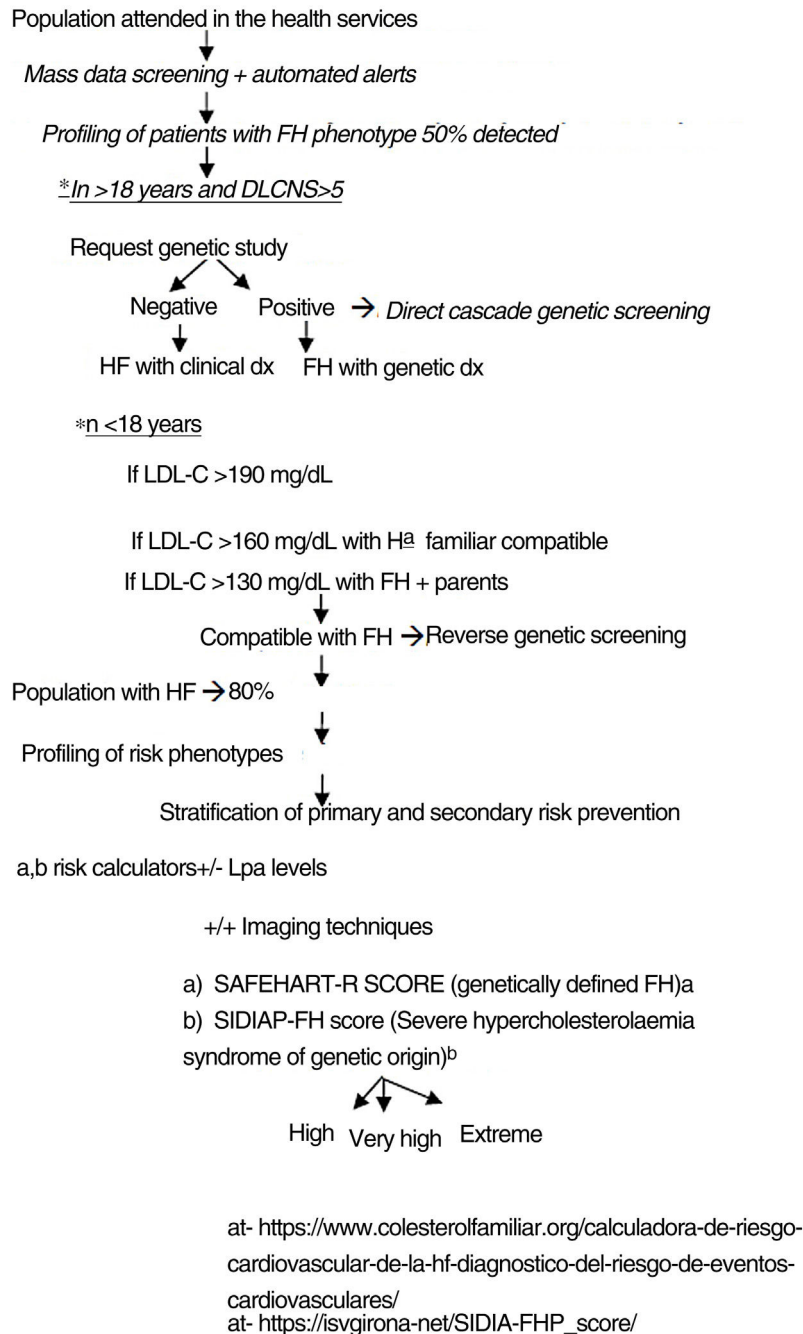 Population attended in the health services
Mass data screening + automated alerts
Profiling of patients with FH phenotype 50% detected
*In >18 years and DLCNS>5
Request genetic study
Negative Positive → Direct cascade genetic screening
HF with clinical dx FH with genetic dx
*n <18 years
If LDL-C >190 mg/dL
If LDL-C >160 mg/dL with Hª familiar compatible
If LDL-C >130 mg/dL with FH + parents
Compatible with FH → Reverse genetic screening
Population with HF → 80%
Profiling of risk phenotypes
Stratification of primary and secondary risk prevention
a,b risk calculators+/- Lpa levels
+/+ Imaging techniques
a) SAFEHART-R SCORE (genetically defined FH)a
b) SIDIAP-FH score (Severe hypercholesterolaemia
syndrome of genetic origin)b
High Very high Extreme
at- https://www.colesterolfamiliar.org/calculadora-de-riesgo-
cardiovascular-de-la-hf-diagnostico-del-riesgo-de-eventos-
cardiovasculares/
at- https://isvgirona-net/SIDIA-FHP_score/